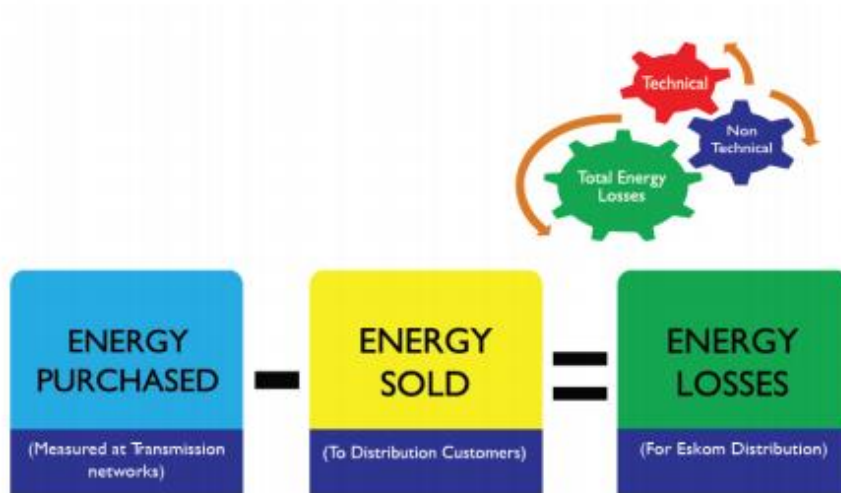 Technical
Non
Technical
Total Energy
Losses
ENERGY
PURCHASED
-
ENERGY
SOLD
=
ENERGY
LOSSES
(Measured at Transmission
networks)
(To Distribution Customers)
(For Eskom Distribution)